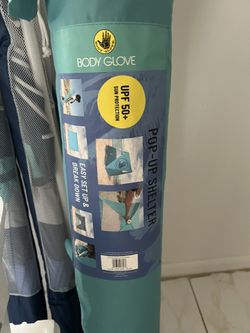 BODY GLOVE
UPF 50+
SUN PROTECTION
POP-UP SHELTER
EASY SET UP &
BREAK DOWN